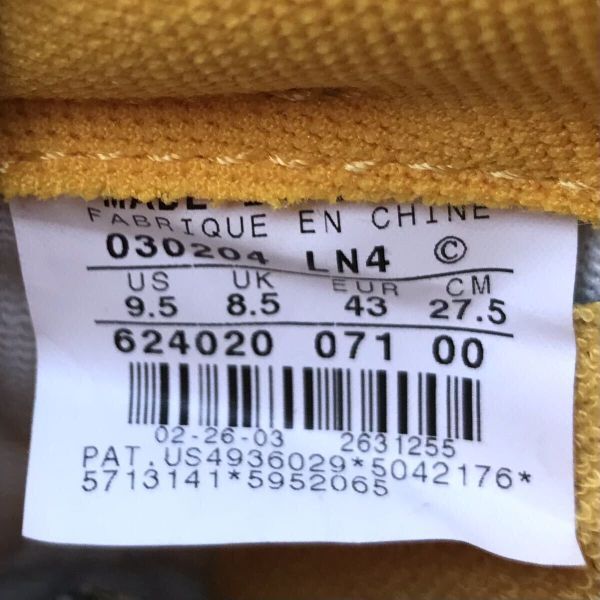 MADE
FABRIQUE EN CHINE
030204 LN4 ©
US UK EUR CM
9.5 8.5 43 27.5
624020 071 00
02-26-03 2631255
PAT.US4936029*5042176*
5713141*5952065